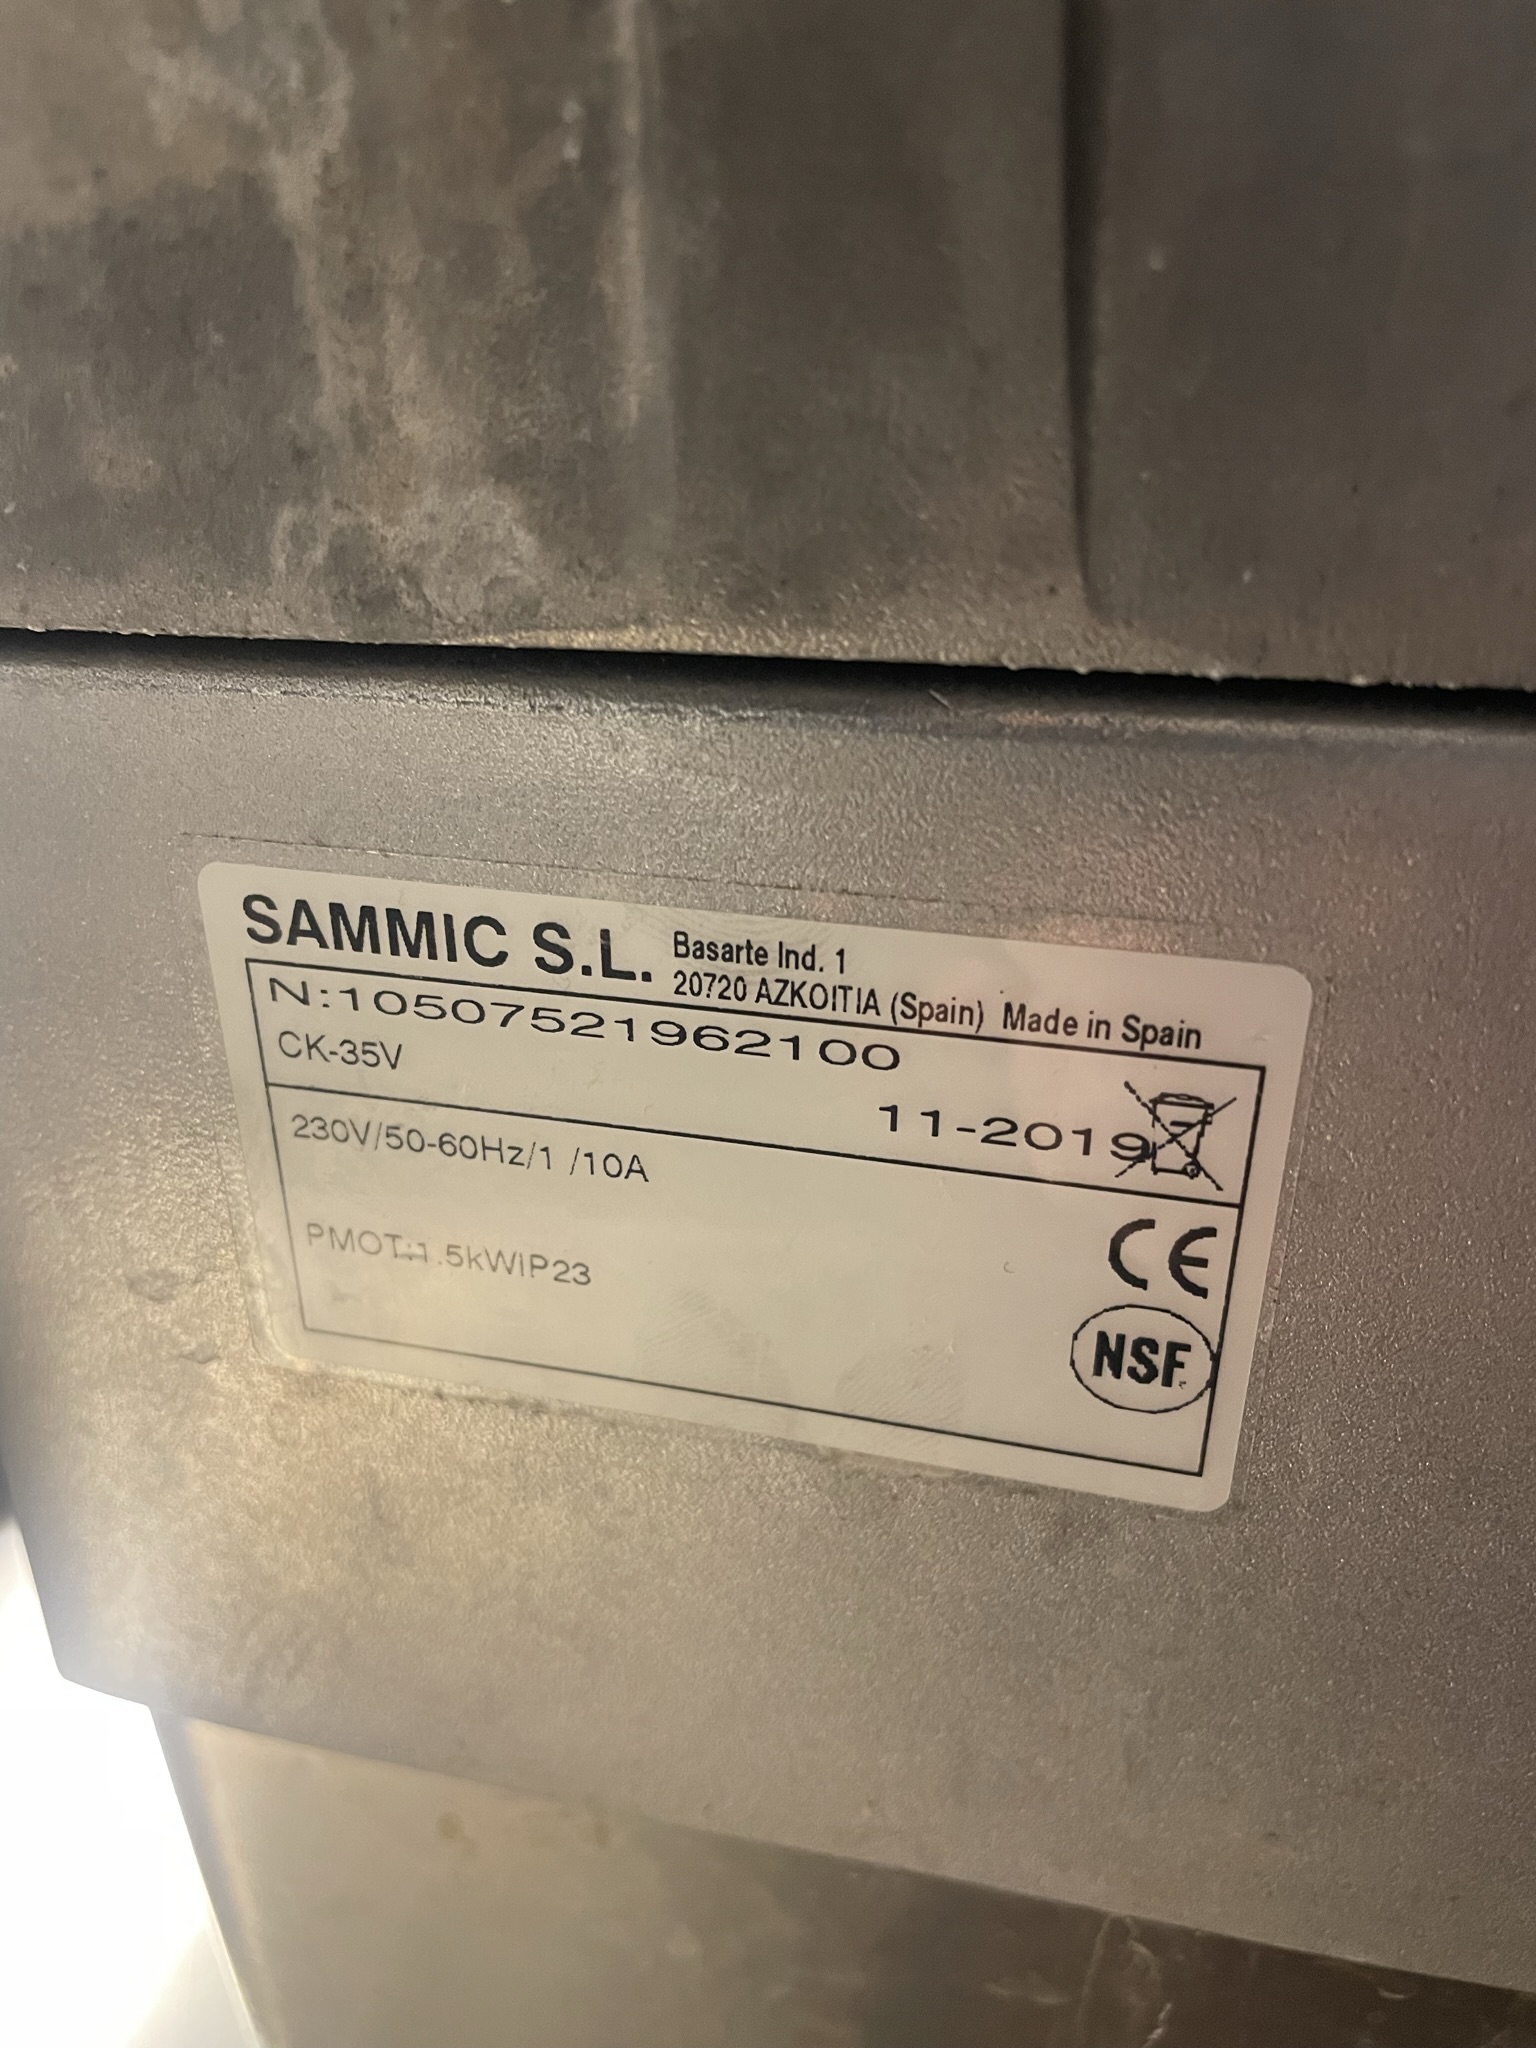 SAMMIC S.L.
Basarte Ind. 1
20720 AZKOITIA (Spain) Made in Spain
N:10507521962100
CK-35V
11-2019
230V/50-60Hz/1 /10A
PMOT:1.5kWIP23
CE
NSF